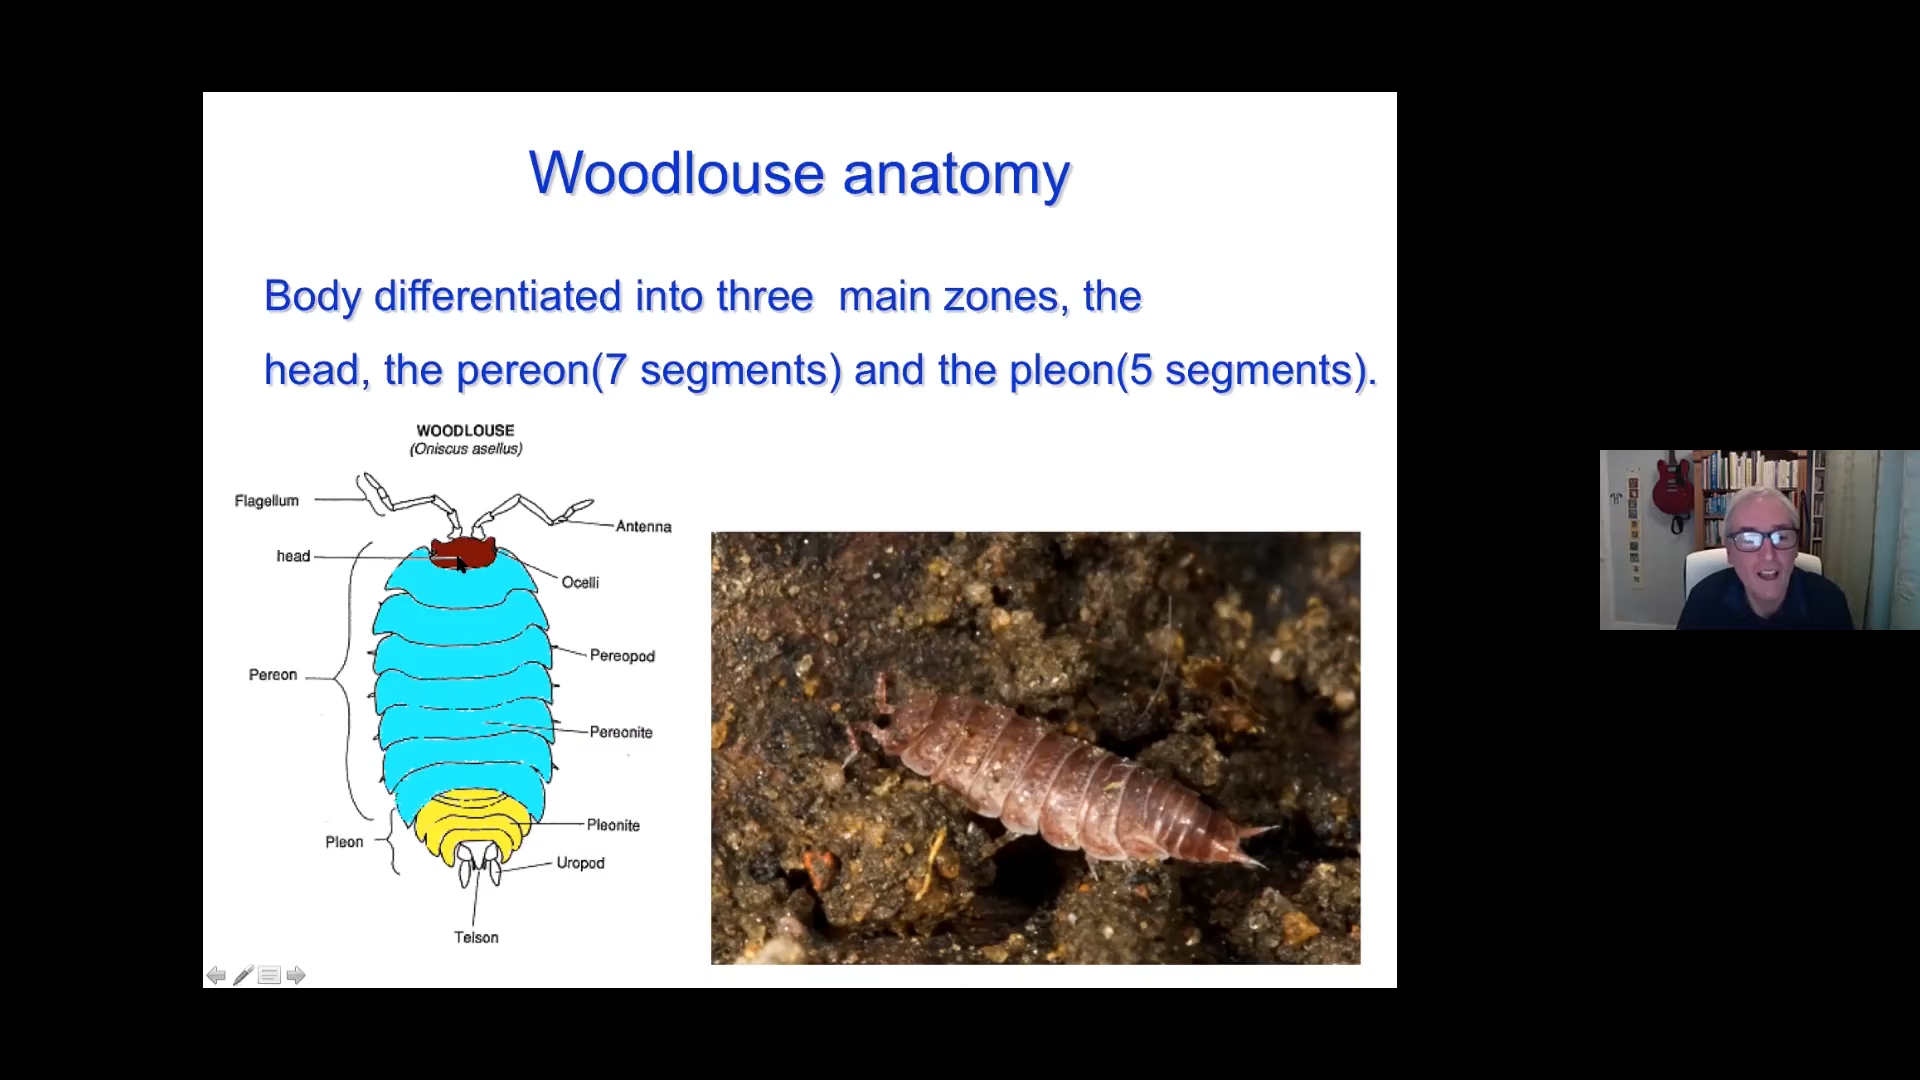 Woodlouse anatomy
Body differentiated into three  main zones, the
head, the pereon(7 segments) and the pleon(5 segments).
WOODLOUSE
(Oniscus asellus)
Flagellum
Antenna
head
Ocelli
Pereopod
Pereon
Pereonite
Pleonite
Pleon
Uropod
Telson